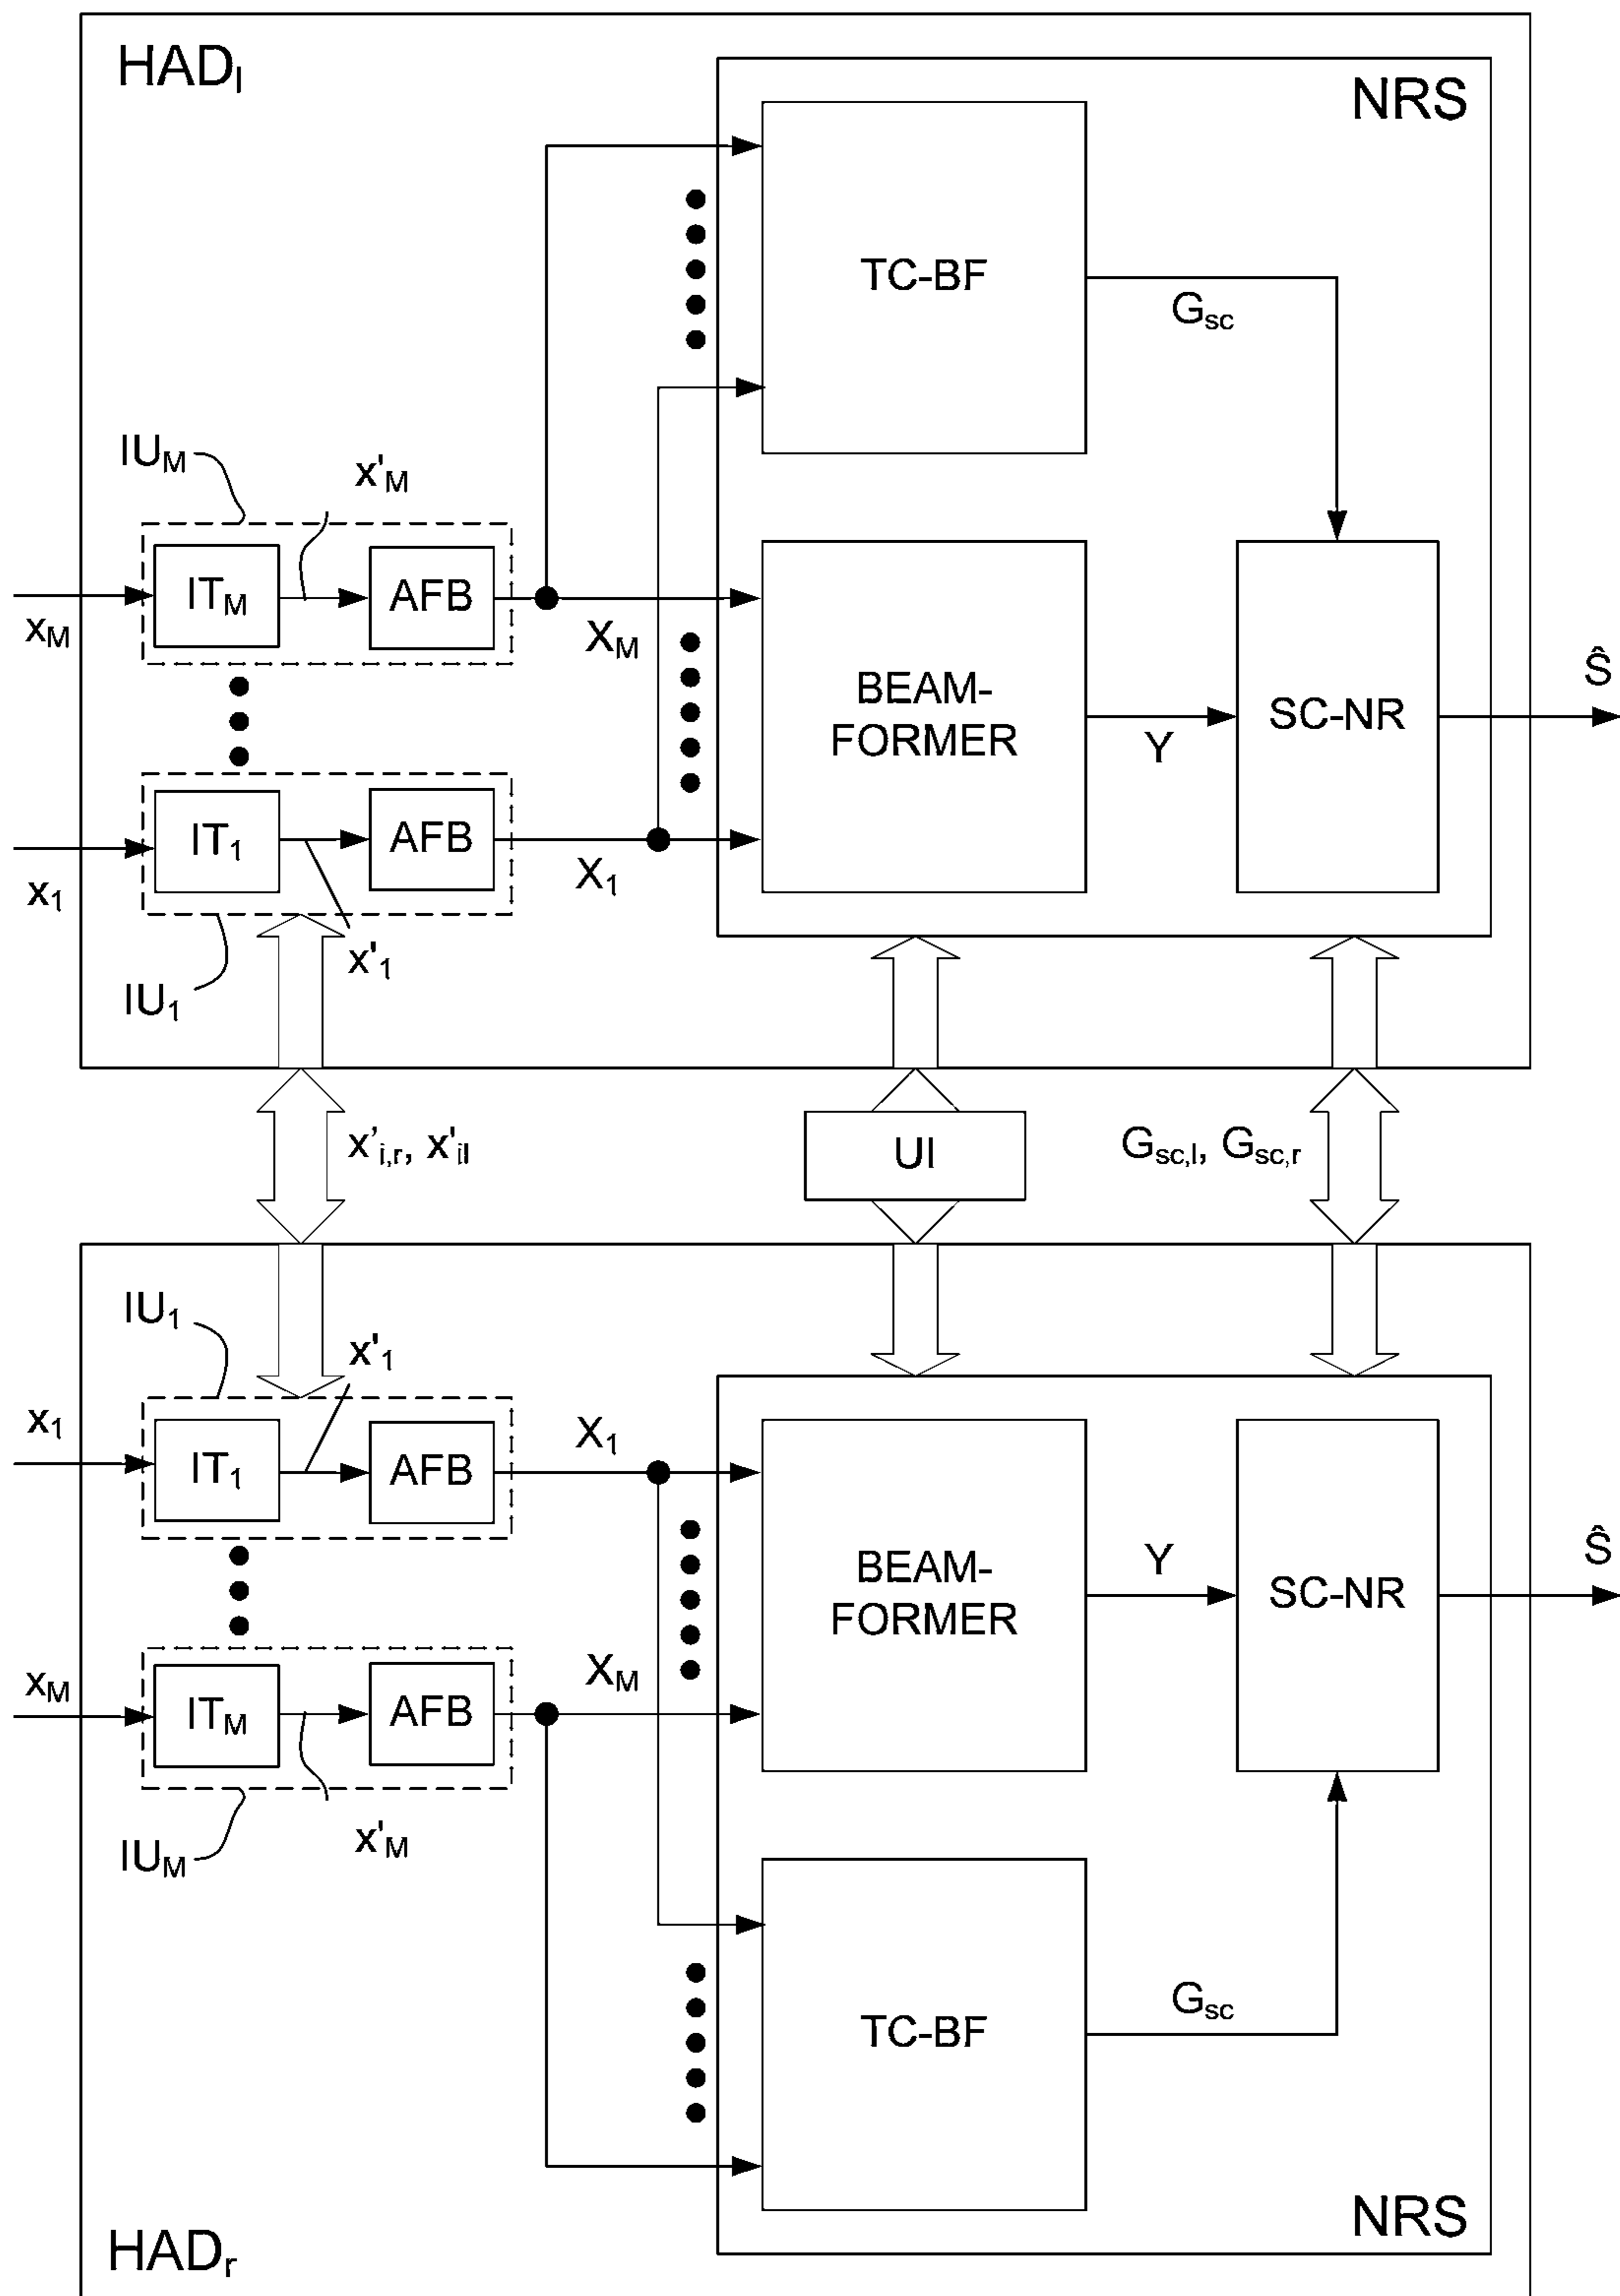 HADl
NRS
TC-BF
Gsc
IUM
x'M
ITM
AFB
xM
XM
BEAM-
FORMER
Y
SC-NR
Ŝ
IT1
AFB
x1
X1
x'1
IU1
x'i,r, x'il
UI
Gsc,l, Gsc,r
IU1
x'1
x1
X1
IT1
AFB
BEAM-
FORMER
Y
SC-NR
Ŝ
xM
XM
ITM
AFB
x'M
IUM
TC-BF
Gsc
NRS
HADr